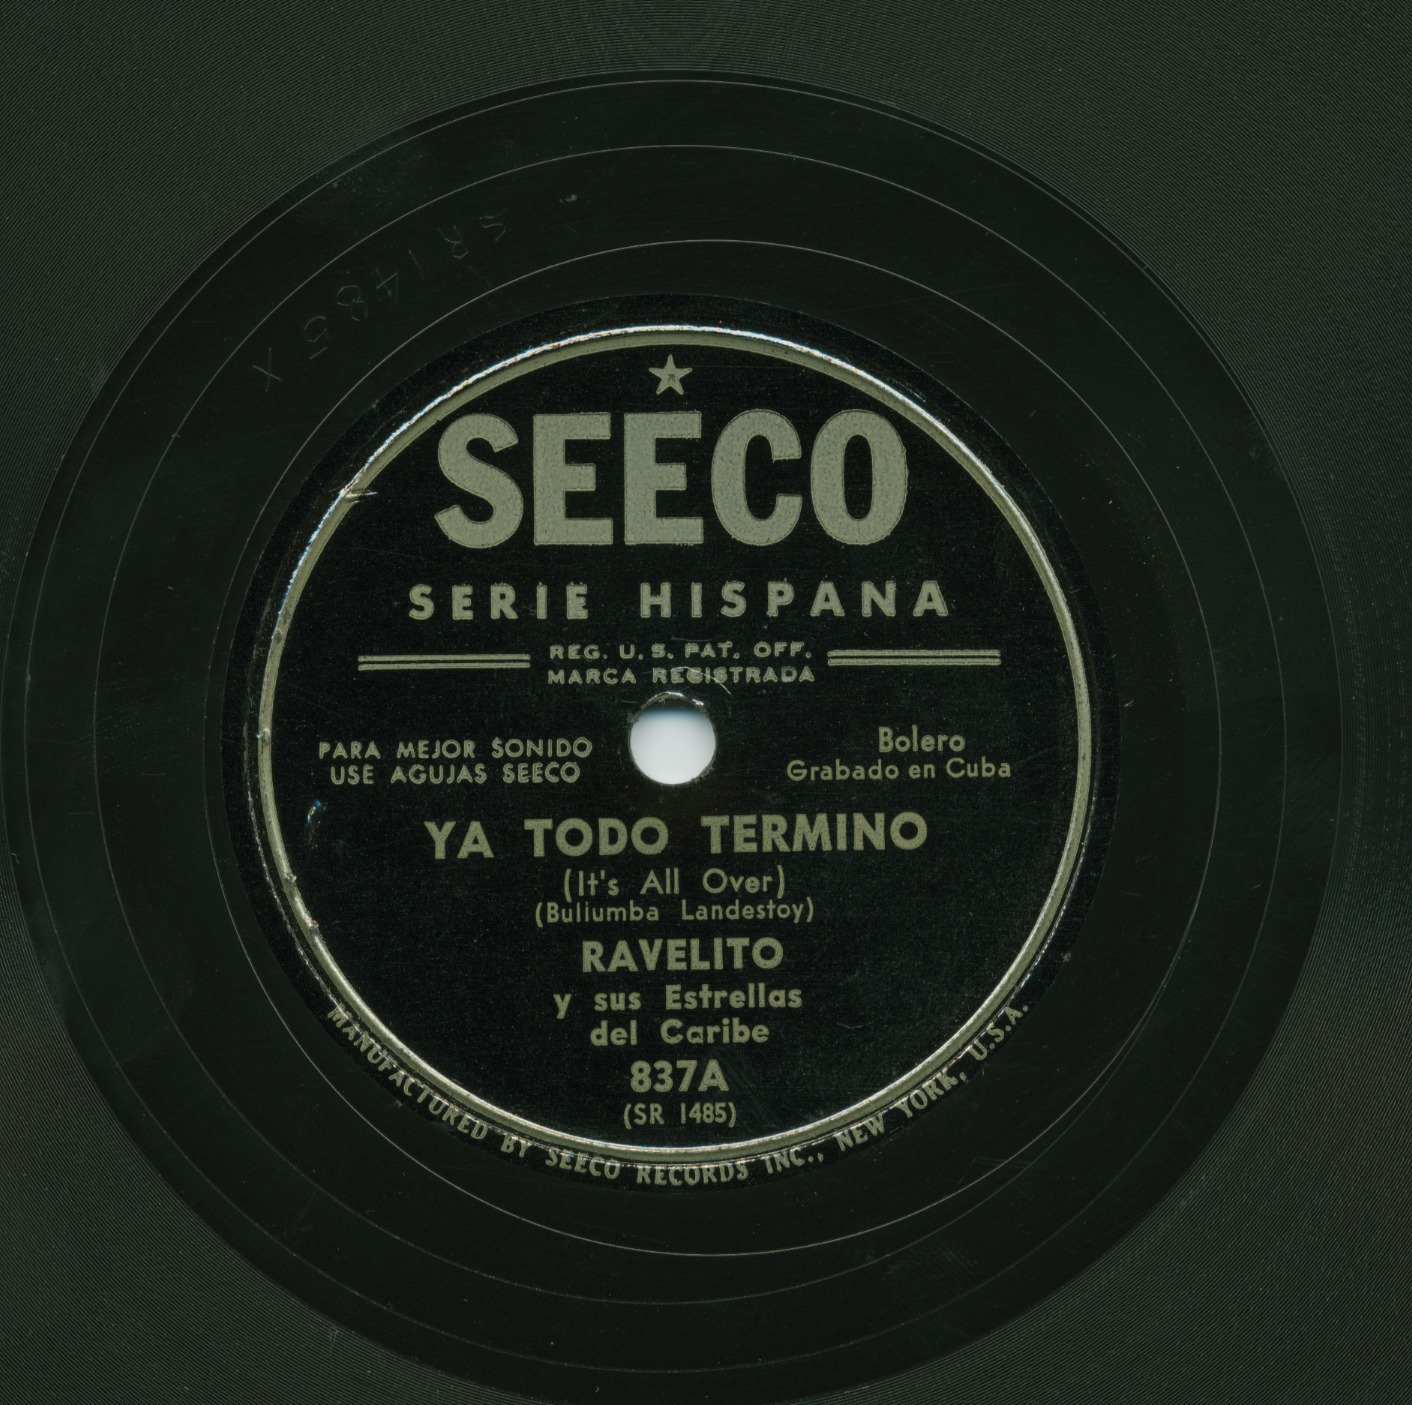 SR 1485 X
SEECO
SERIE HISPANA
REG. U. S. PAT. OFF.
MARCA REGISTRADA
PARA MEJOR SONIDO
USE AGUJAS SEECO
Bolero
Grabado en Cuba
YA TODO TERMINO
(It's All Over)
(Buliumba Landestoy)
RAVELITO
y sus Estrellas
del Caribe
837A
(SR 1485)
MANUFACTURED BY SEECO RECORDS INC., NEW YORK, U.S.A.